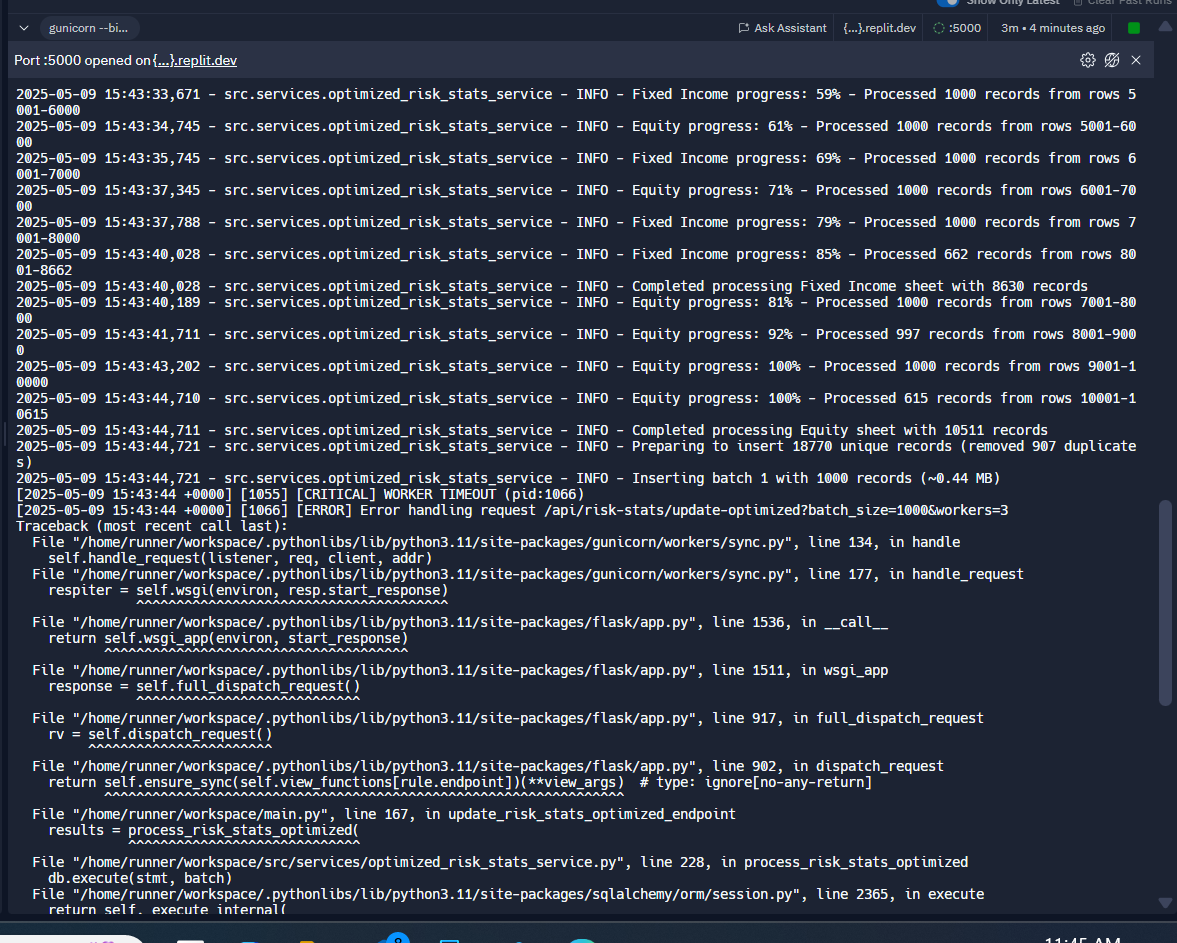 Show Only Latest Clear Past Runs
gunicorn --bi... Ask Assistant {...}.replit.dev :5000 3m • 4 minutes ago
Port :5000 opened on {...}.replit.dev
2025-05-09 15:43:33,671 - src.services.optimized_risk_stats_service - INFO - Fixed Income progress: 59% - Processed 1000 records from rows 5
001-6000
2025-05-09 15:43:34,745 - src.services.optimized_risk_stats_service - INFO - Equity progress: 61% - Processed 1000 records from rows 5001-60
00
2025-05-09 15:43:35,745 - src.services.optimized_risk_stats_service - INFO - Fixed Income progress: 69% - Processed 1000 records from rows 6
001-7000
2025-05-09 15:43:37,345 - src.services.optimized_risk_stats_service - INFO - Equity progress: 71% - Processed 1000 records from rows 6001-70
00
2025-05-09 15:43:37,788 - src.services.optimized_risk_stats_service - INFO - Fixed Income progress: 79% - Processed 1000 records from rows 7
001-8000
2025-05-09 15:43:40,028 - src.services.optimized_risk_stats_service - INFO - Fixed Income progress: 85% - Processed 662 records from rows 80
01-8662
2025-05-09 15:43:40,028 - src.services.optimized_risk_stats_service - INFO - Completed processing Fixed Income sheet with 8630 records
2025-05-09 15:43:40,189 - src.services.optimized_risk_stats_service - INFO - Equity progress: 81% - Processed 1000 records from rows 7001-80
00
2025-05-09 15:43:41,711 - src.services.optimized_risk_stats_service - INFO - Equity progress: 92% - Processed 997 records from rows 8001-900
0
2025-05-09 15:43:43,202 - src.services.optimized_risk_stats_service - INFO - Equity progress: 100% - Processed 1000 records from rows 9001-1
0000
2025-05-09 15:43:44,710 - src.services.optimized_risk_stats_service - INFO - Equity progress: 100% - Processed 615 records from rows 10001-1
0615
2025-05-09 15:43:44,711 - src.services.optimized_risk_stats_service - INFO - Completed processing Equity sheet with 10511 records
2025-05-09 15:43:44,721 - src.services.optimized_risk_stats_service - INFO - Preparing to insert 18770 unique records (removed 907 duplicate
s)
2025-05-09 15:43:44,721 - src.services.optimized_risk_stats_service - INFO - Inserting batch 1 with 1000 records (~0.44 MB)
[2025-05-09 15:43:44 +0000] [1055] [CRITICAL] WORKER TIMEOUT (pid:1066)
[2025-05-09 15:43:44 +0000] [1066] [ERROR] Error handling request /api/risk-stats/update-optimized?batch_size=1000&workers=3
Traceback (most recent call last):
  File "/home/runner/workspace/.pythonlibs/lib/python3.11/site-packages/gunicorn/workers/sync.py", line 134, in handle
    self.handle_request(listener, req, client, addr)
  File "/home/runner/workspace/.pythonlibs/lib/python3.11/site-packages/gunicorn/workers/sync.py", line 177, in handle_request
    respiter = self.wsgi(environ, resp.start_response)
               ^^^^^^^^^^^^^^^^^^^^^^^^^^^^^^^^^^^^^^^
  File "/home/runner/workspace/.pythonlibs/lib/python3.11/site-packages/flask/app.py", line 1536, in __call__
    return self.wsgi_app(environ, start_response)
           ^^^^^^^^^^^^^^^^^^^^^^^^^^^^^^^^^^^^^^
  File "/home/runner/workspace/.pythonlibs/lib/python3.11/site-packages/flask/app.py", line 1511, in wsgi_app
    response = self.full_dispatch_request()
               ^^^^^^^^^^^^^^^^^^^^^^^^^^^^
  File "/home/runner/workspace/.pythonlibs/lib/python3.11/site-packages/flask/app.py", line 917, in full_dispatch_request
    rv = self.dispatch_request()
         ^^^^^^^^^^^^^^^^^^^^^^^
  File "/home/runner/workspace/.pythonlibs/lib/python3.11/site-packages/flask/app.py", line 902, in dispatch_request
    return self.ensure_sync(self.view_functions[rule.endpoint])(**view_args)  # type: ignore[no-any-return]
           ^^^^^^^^^^^^^^^^^^^^^^^^^^^^^^^^^^^^^^^^^^^^^^^^^^^^^^^^^^^^^^^^^
  File "/home/runner/workspace/main.py", line 167, in update_risk_stats_optimized_endpoint
    results = process_risk_stats_optimized(
              ^^^^^^^^^^^^^^^^^^^^^^^^^^^^^
  File "/home/runner/workspace/src/services/optimized_risk_stats_service.py", line 228, in process_risk_stats_optimized
    db.execute(stmt, batch)
  File "/home/runner/workspace/.pythonlibs/lib/python3.11/site-packages/sqlalchemy/orm/session.py", line 2365, in execute
    return self._execute_internal(
11:45 AM